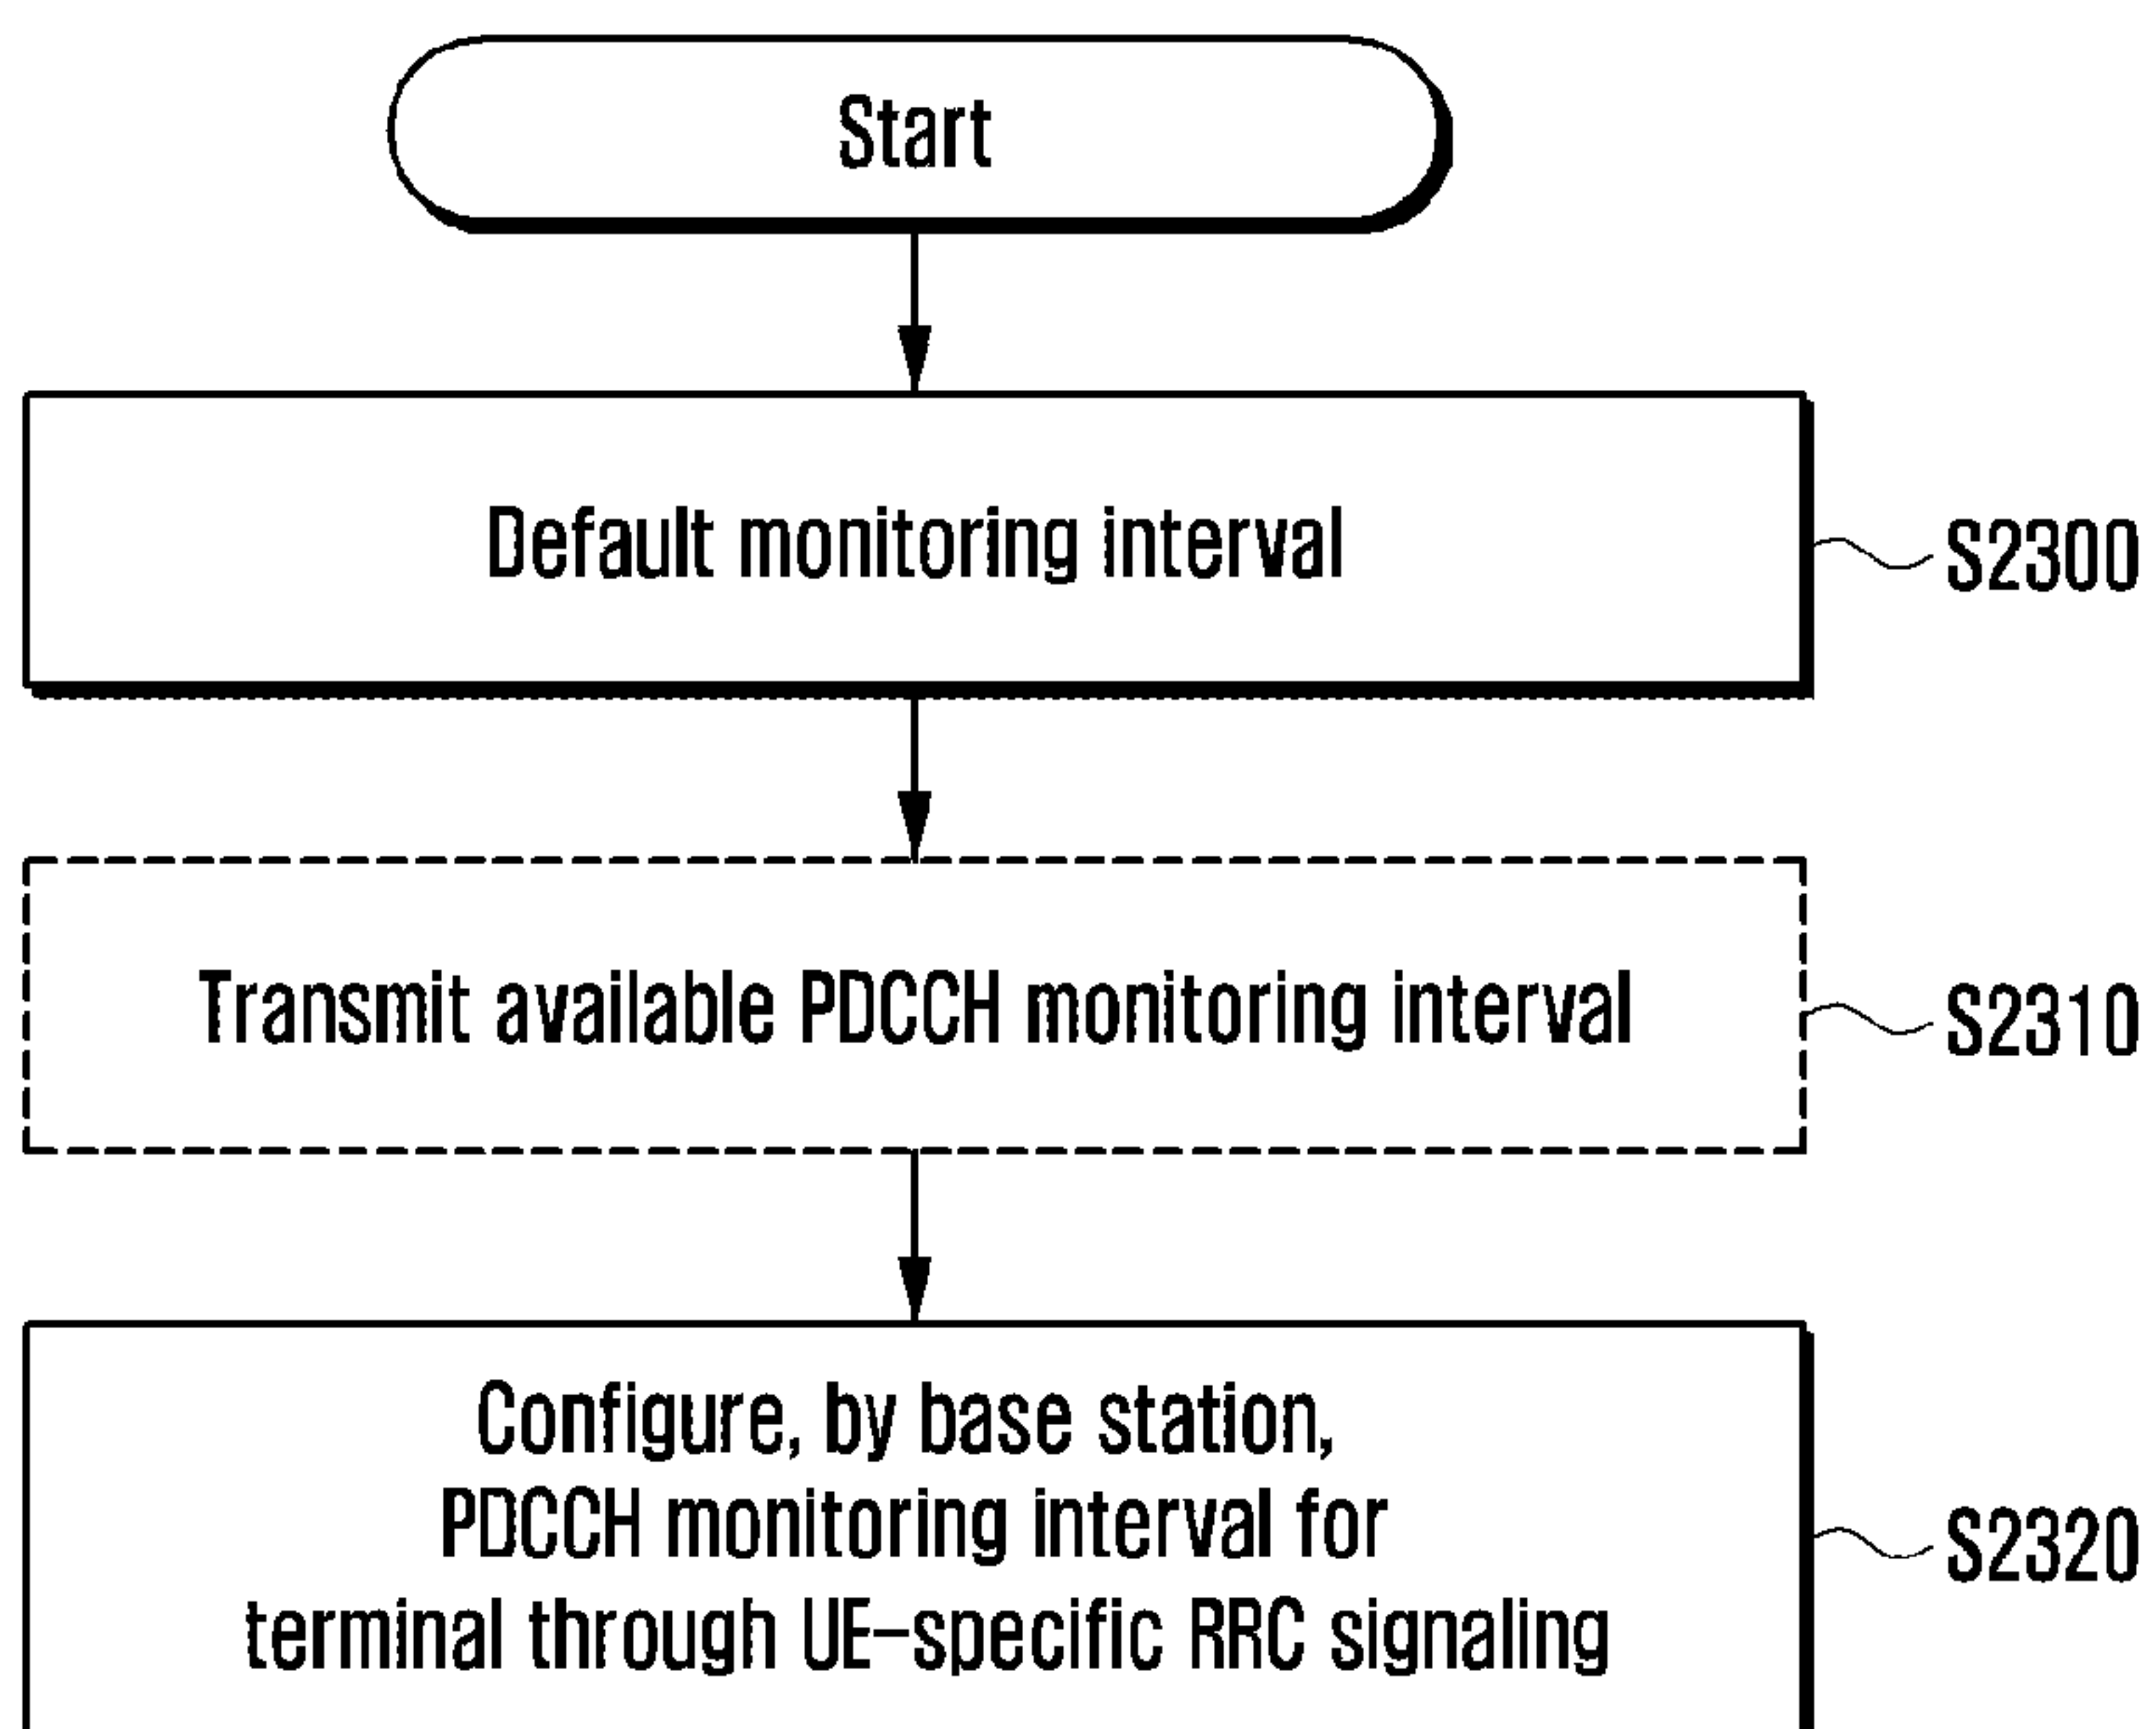 Start
Default monitoring interval
S2300
Transmit available PDCCH monitoring interval
S2310
Configure, by base station,
PDCCH monitoring interval for
terminal through UE-specific RRC signaling
S2320